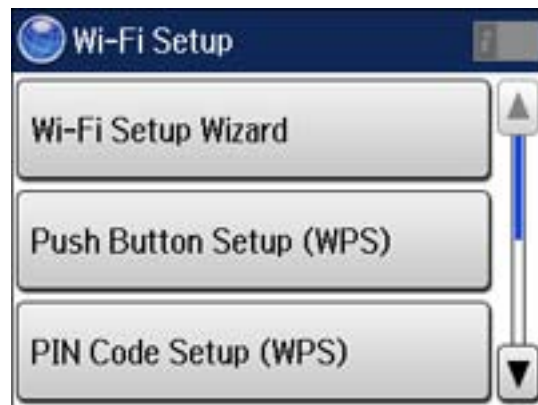 Wi-Fi Setup
Wi-Fi Setup Wizard
Push Button Setup (WPS)
PIN Code Setup (WPS)